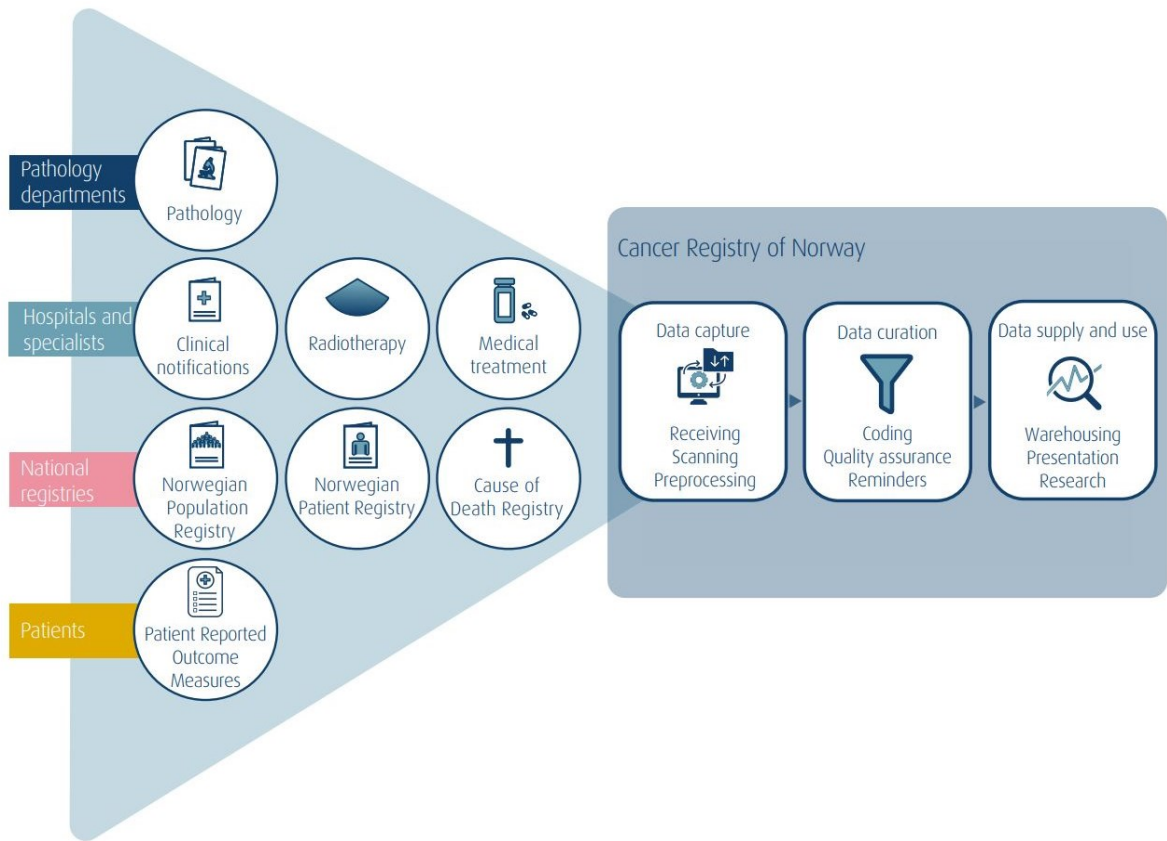 Pathology
departments
Pathology
Hospitals and
specialists
Clinical
notifications
Radiotherapy
Medical
treatment
National
registries
Norwegian
Population
Registry
Norwegian
Patient Registry
Cause of
Death Registry
Patients
Patient Reported
Outcome
Measures
Cancer Registry of Norway
Data capture
Receiving
Scanning
Preprocessing
Data curation
Coding
Quality assurance
Reminders
Data supply and use
Warehousing
Presentation
Research